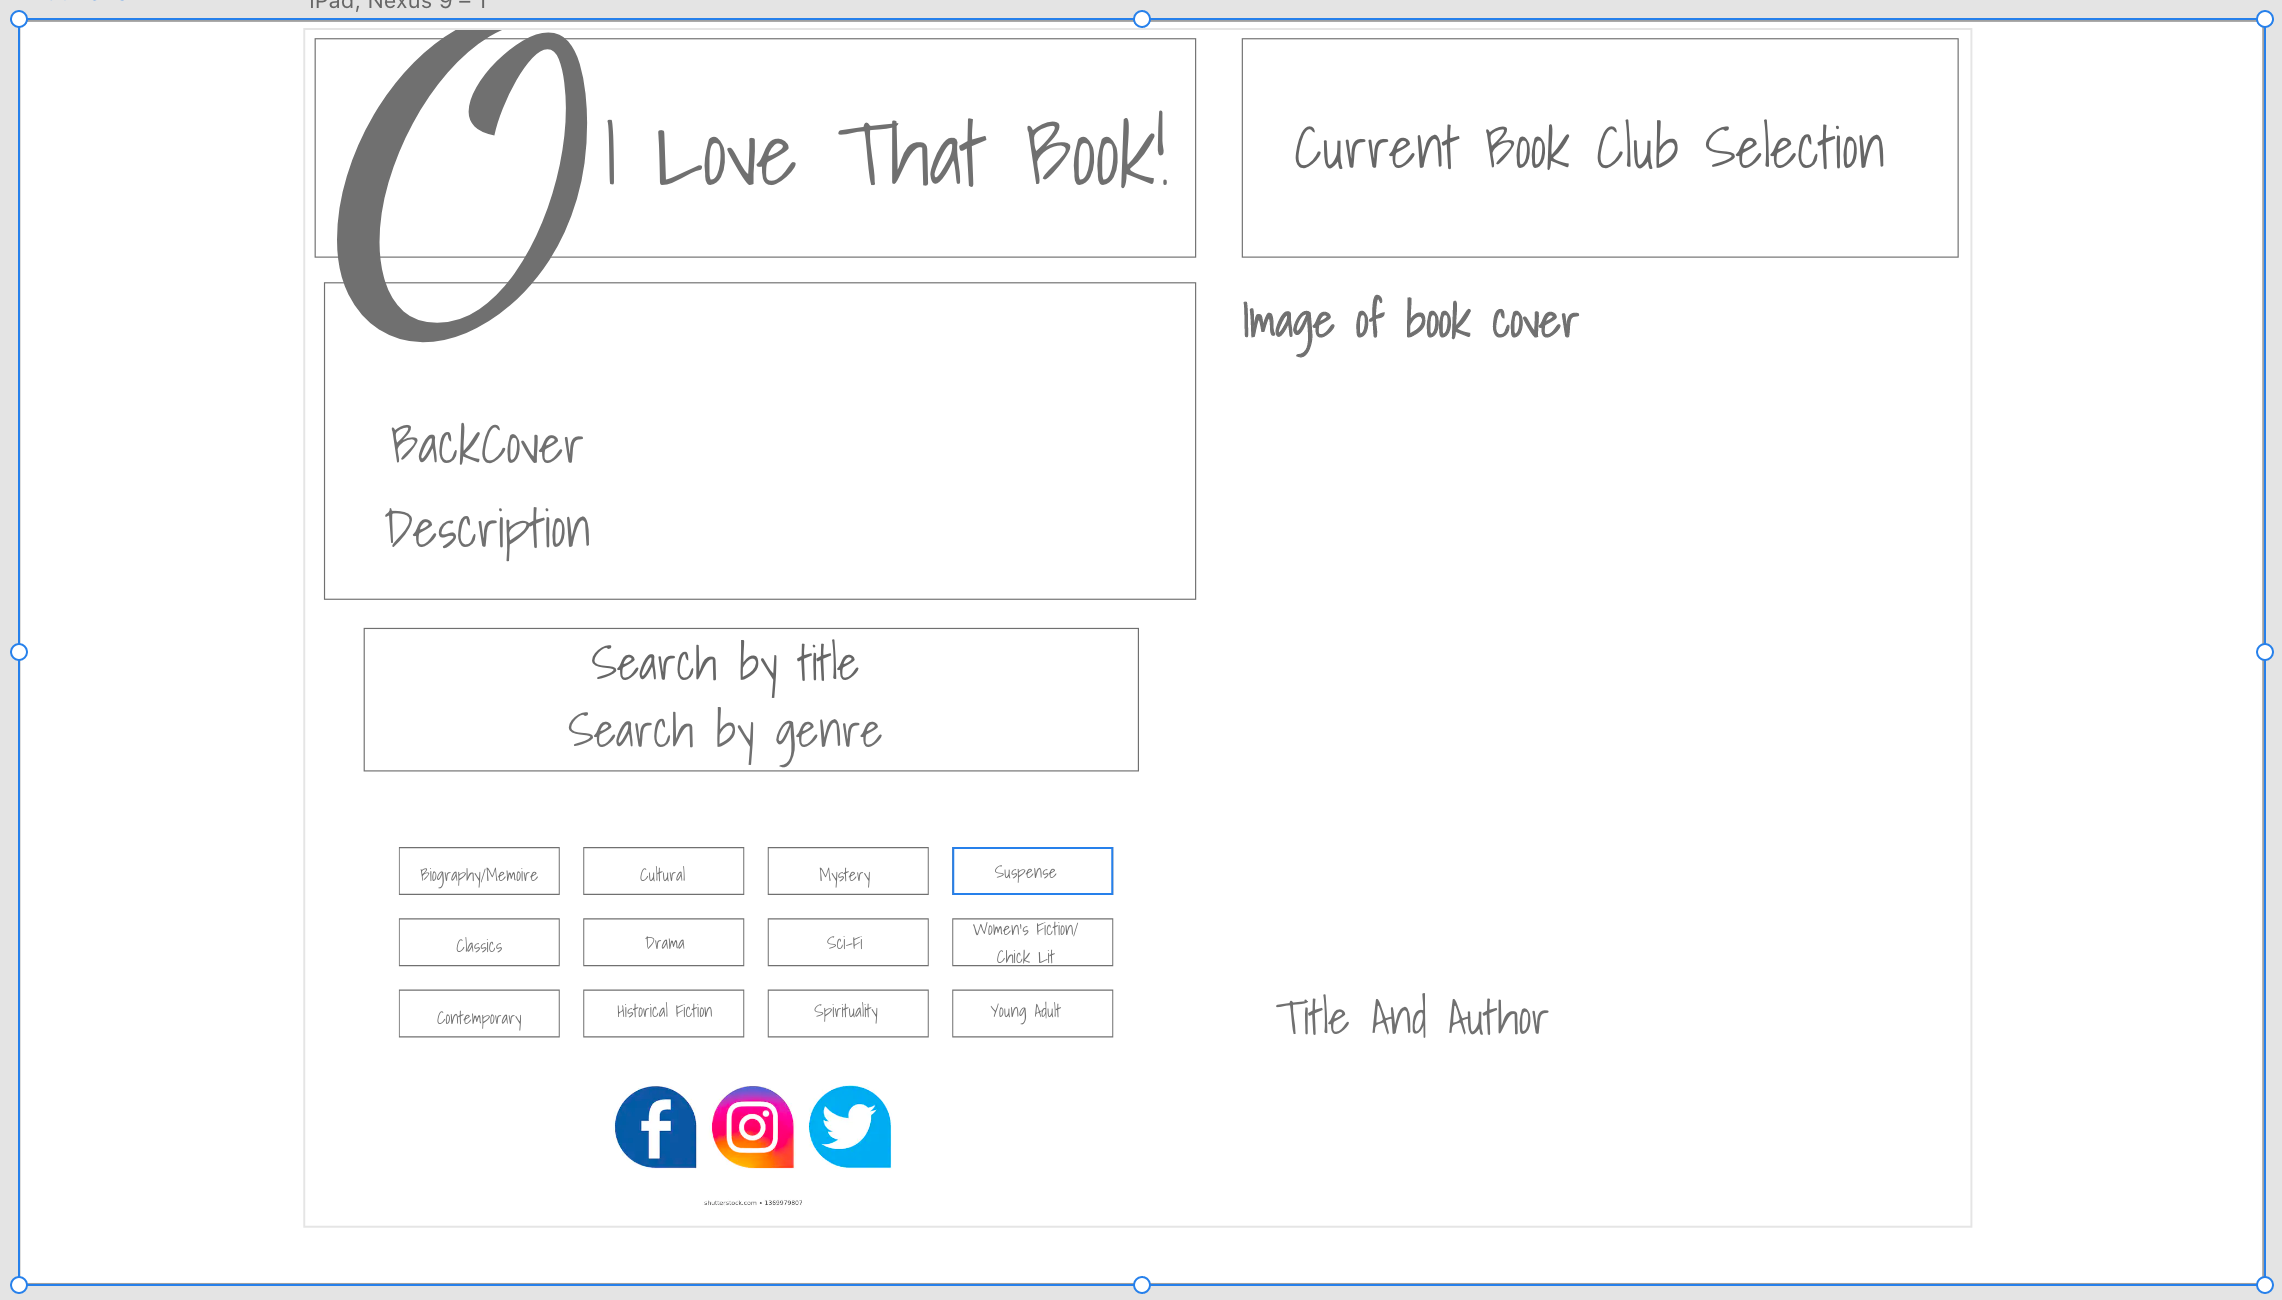 iPad, Nexus 9 – 1
O
I Love That Book!
Current Book Club Selection
Image of book cover
BackCover
Description
Search by title
Search by genre
Biography/Memoire
Cultural
Mystery
Suspense
Classics
Drama
Sci-Fi
Women's Fiction/
Chick Lit
Contemporary
Historical Fiction
Spirituality
Young Adult
Title And Author
f
shutterstock.com • 1369979807